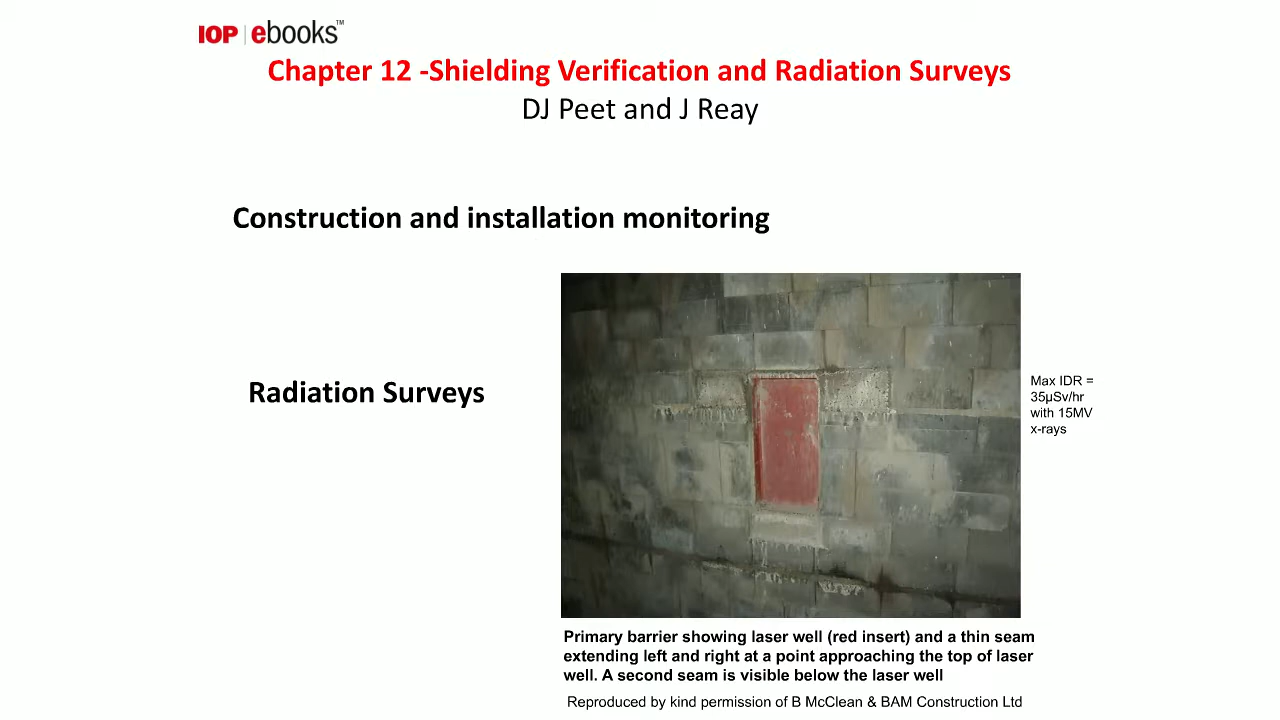 IOP ebooks™
Chapter 12 -Shielding Verification and Radiation Surveys
DJ Peet and J Reay
Construction and installation monitoring
Radiation Surveys
Max IDR =
35µSv/hr
with 15MV
x-rays
Primary barrier showing laser well (red insert) and a thin seam
extending left and right at a point approaching the top of laser
well. A second seam is visible below the laser well
Reproduced by kind permission of B McClean & BAM Construction Ltd